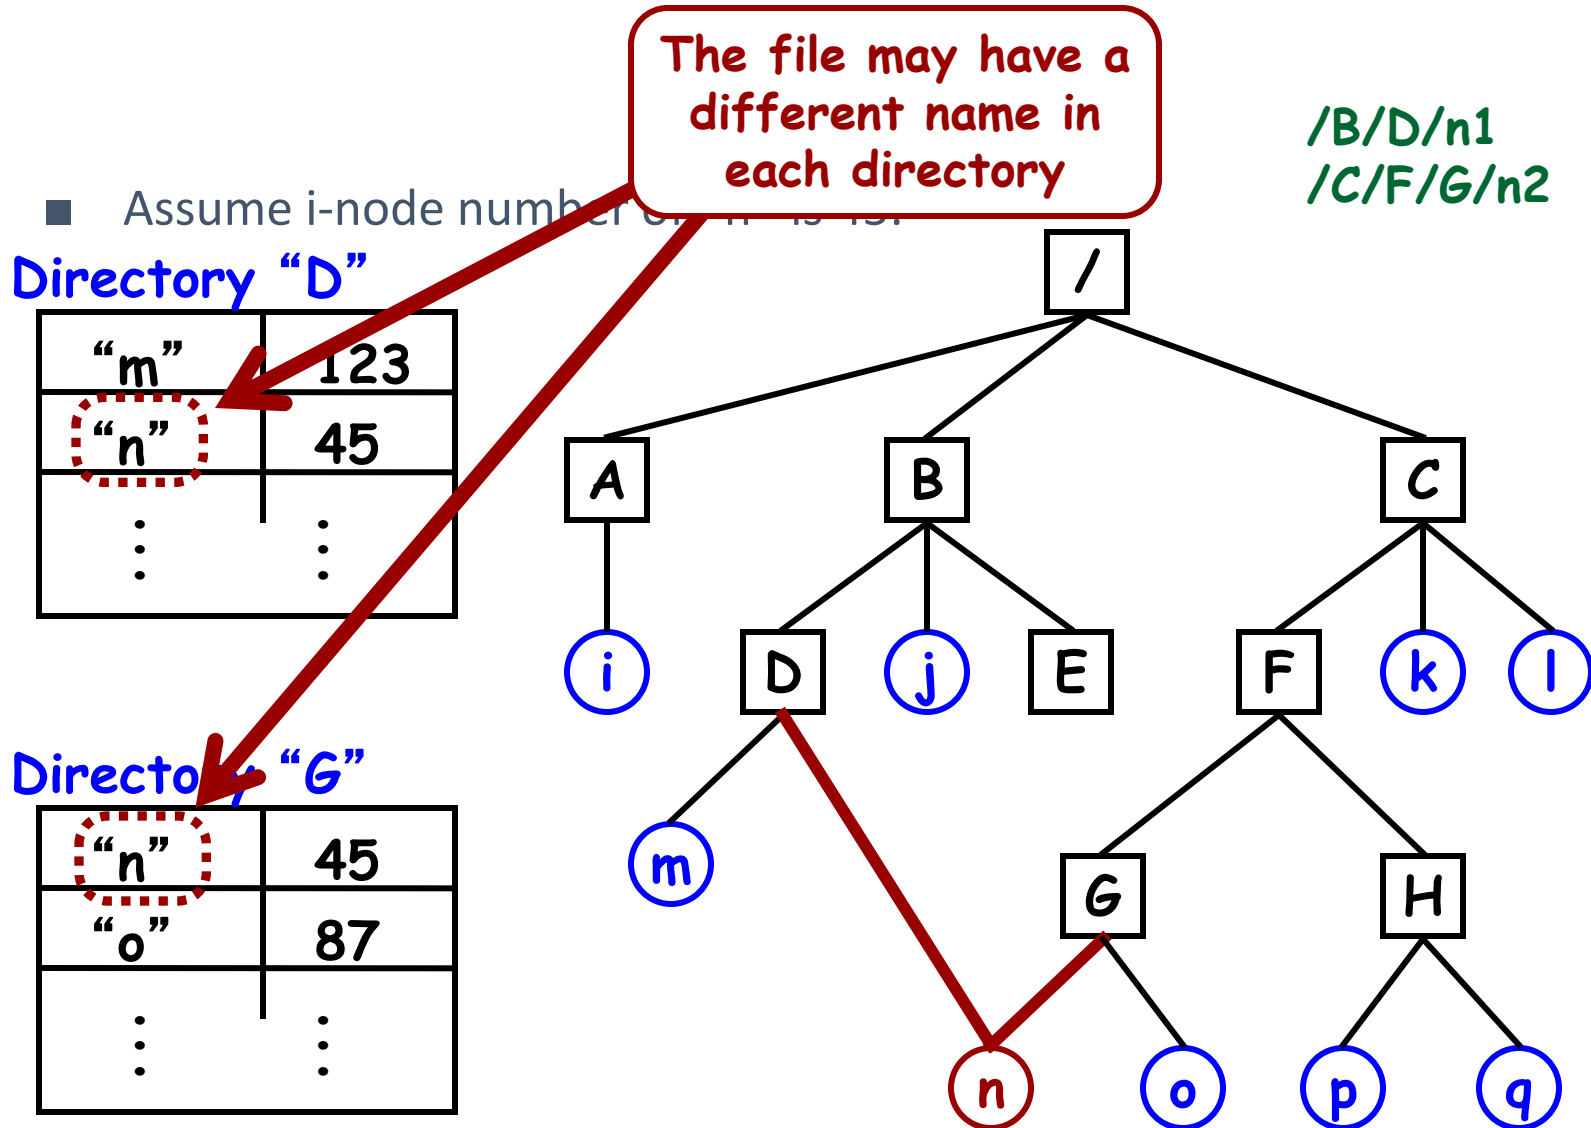 The file may have a
different name in
each directory
/B/D/n1
/C/F/G/n2
■ Assume i-node number
Directory “D”
“m” 123
“n” 45
Directory “G”
“n” 45
“o” 87
/
A B C
i D j E F k l
m G H
n o p q